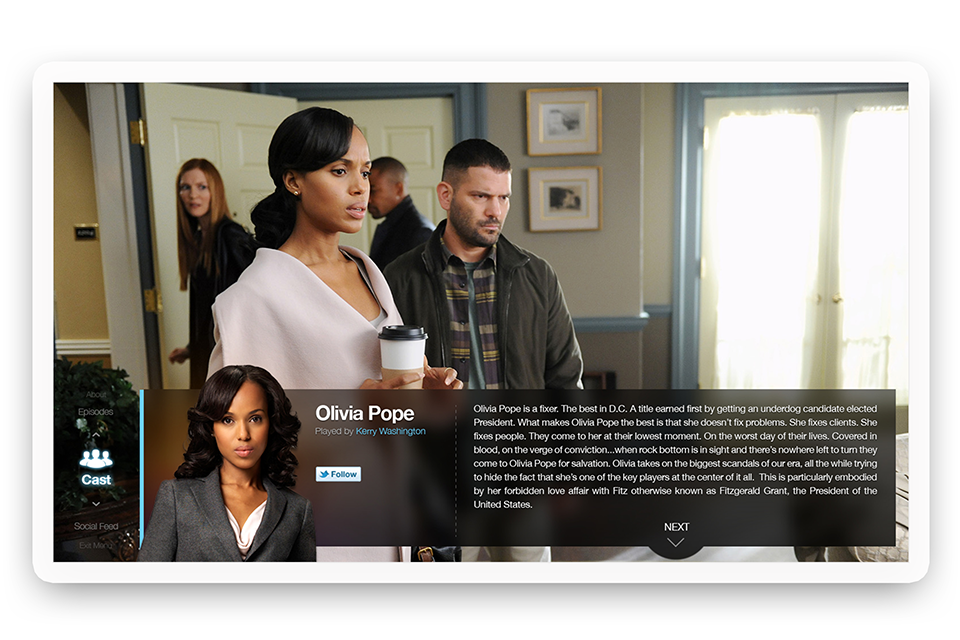 About
Episodes
Cast
Social Feed
Exit Menu
Olivia Pope
Played by Kerry Washington
Follow
Olivia Pope is a fixer. The best in D.C. A title earned first by getting an underdog candidate elected
President. What makes Olivia Pope the best is that she doesn't fix problems. She fixes clients. She
fixes people. They come to her at their lowest moment. On the worst day of their lives. Covered in
blood, on the verge of conviction...when rock bottom is in sight and there's nowhere left to turn they
come to Olivia Pope for salvation. Olivia takes on the biggest scandals of our era, all the while trying
to hide the fact that she's one of the key players at the center of it all.  This is particularly embodied
by her forbidden love affair with Fitz otherwise known as Fitzgerald Grant, the President of the
United States.
NEXT